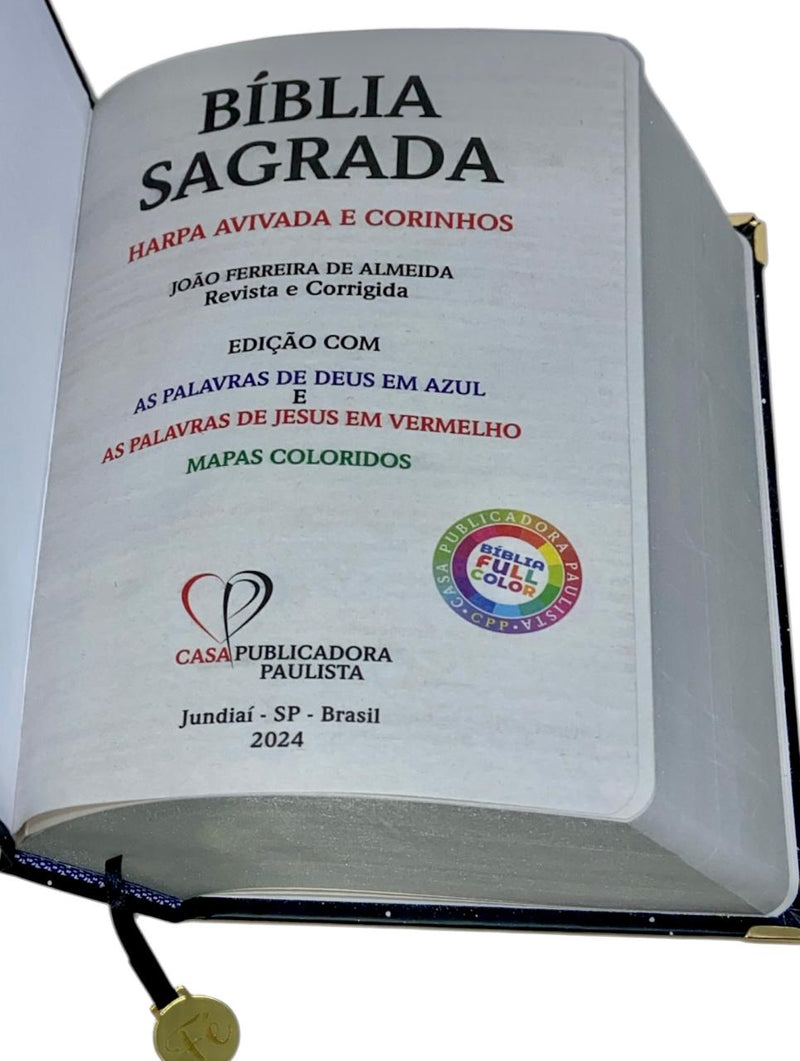 BÍBLIA
SAGRADA
HARPA AVIVADA E CORINHOS
JOÃO FERREIRA DE ALMEIDA
Revista e Corrigida
EDIÇÃO COM
AS PALAVRAS DE DEUS EM AZUL
E
AS PALAVRAS DE JESUS EM VERMELHO
MAPAS COLORIDOS
CASA PUBLICADORA PAULISTA
BÍBLIA
FULL
COLOR
• CPP •
CASA PUBLICADORA
PAULISTA
Jundiaí - SP - Brasil
2024
Fé